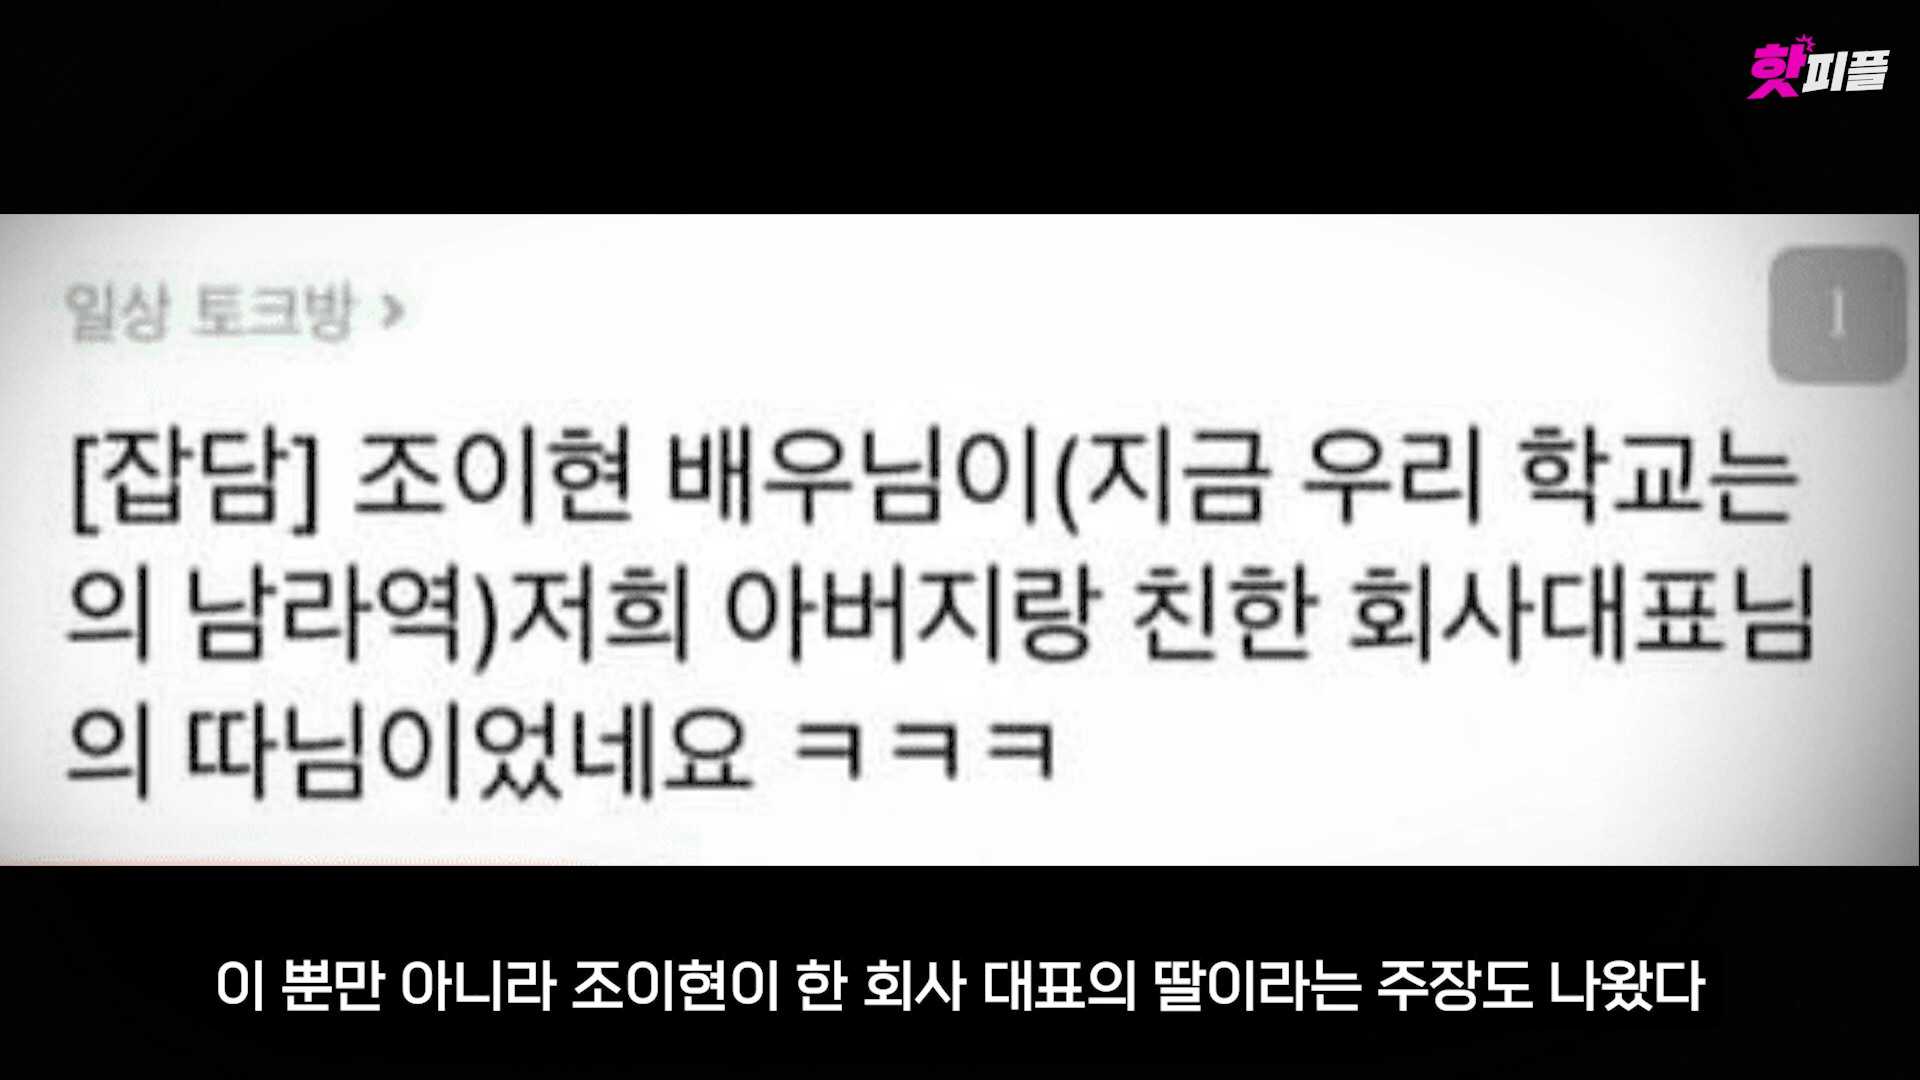 핫피플
일상 토크방 >
1
[잡담] 조이현 배우님이(지금 우리 학교는
의 남라역)저희 아버지랑 친한 회사대표님
의 따님이었네요 ㅋㅋㅋ
이 뿐만 아니라 조이현이 한 회사 대표의 딸이라는 주장도 나왔다